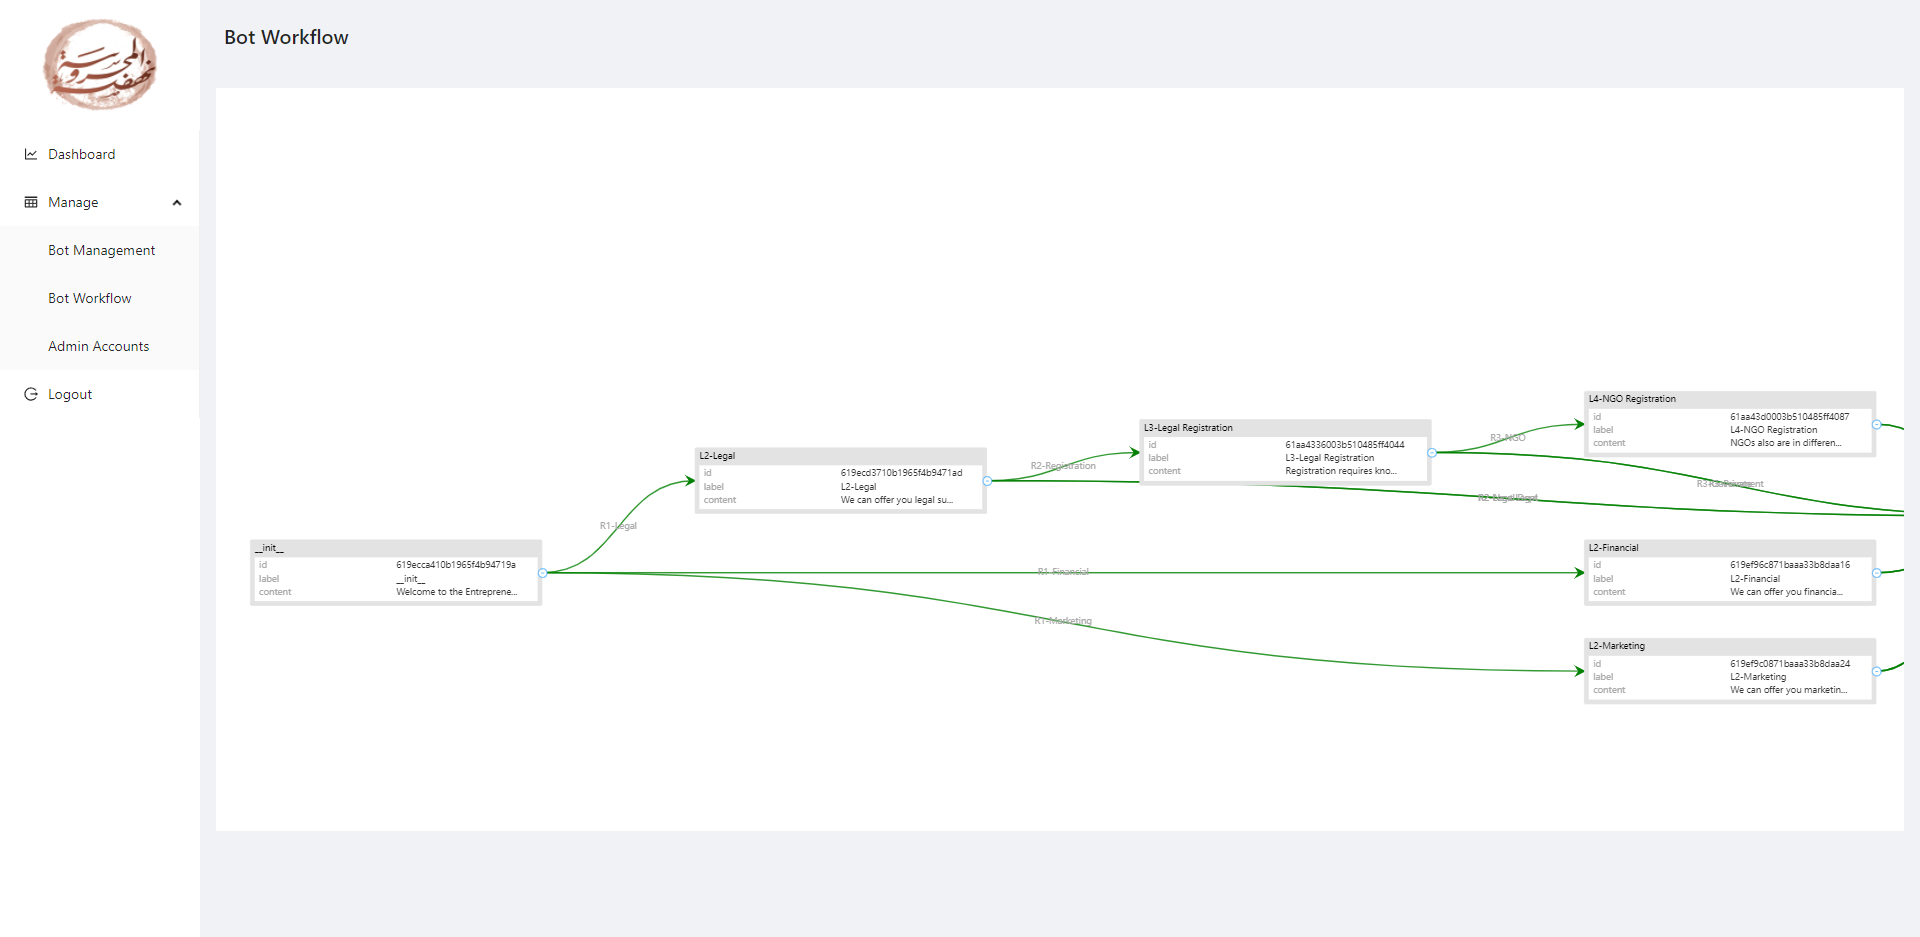 نهضة المحروسة
Bot Workflow
Dashboard
Manage
Bot Management
Bot Workflow
Admin Accounts
Logout
__init__
id 619ecca410b1965f4b94719a
label __init__
content Welcome to the Entreprene...
R1-Legal
R1-Financial
R1-Marketing
L2-Legal
id 619ecd3710b1965f4b9471ad
label L2-Legal
content We can offer you legal su...
R2-Registration
L3-Legal Registration
id 61aa4336003b510485ff4044
label L3-Legal Registration
content Registration requires kno...
R3-NGO
L4-NGO Registration
id 61aa43d0003b510485ff4087
label L4-NGO Registration
content NGOs also are in differen...
L2-Financial
id 619ef96c871baaa33b8daa16
label L2-Financial
content We can offer you financia...
L2-Marketing
id 619ef9c0871baaa33b8daa24
label L2-Marketing
content We can offer you marketin...